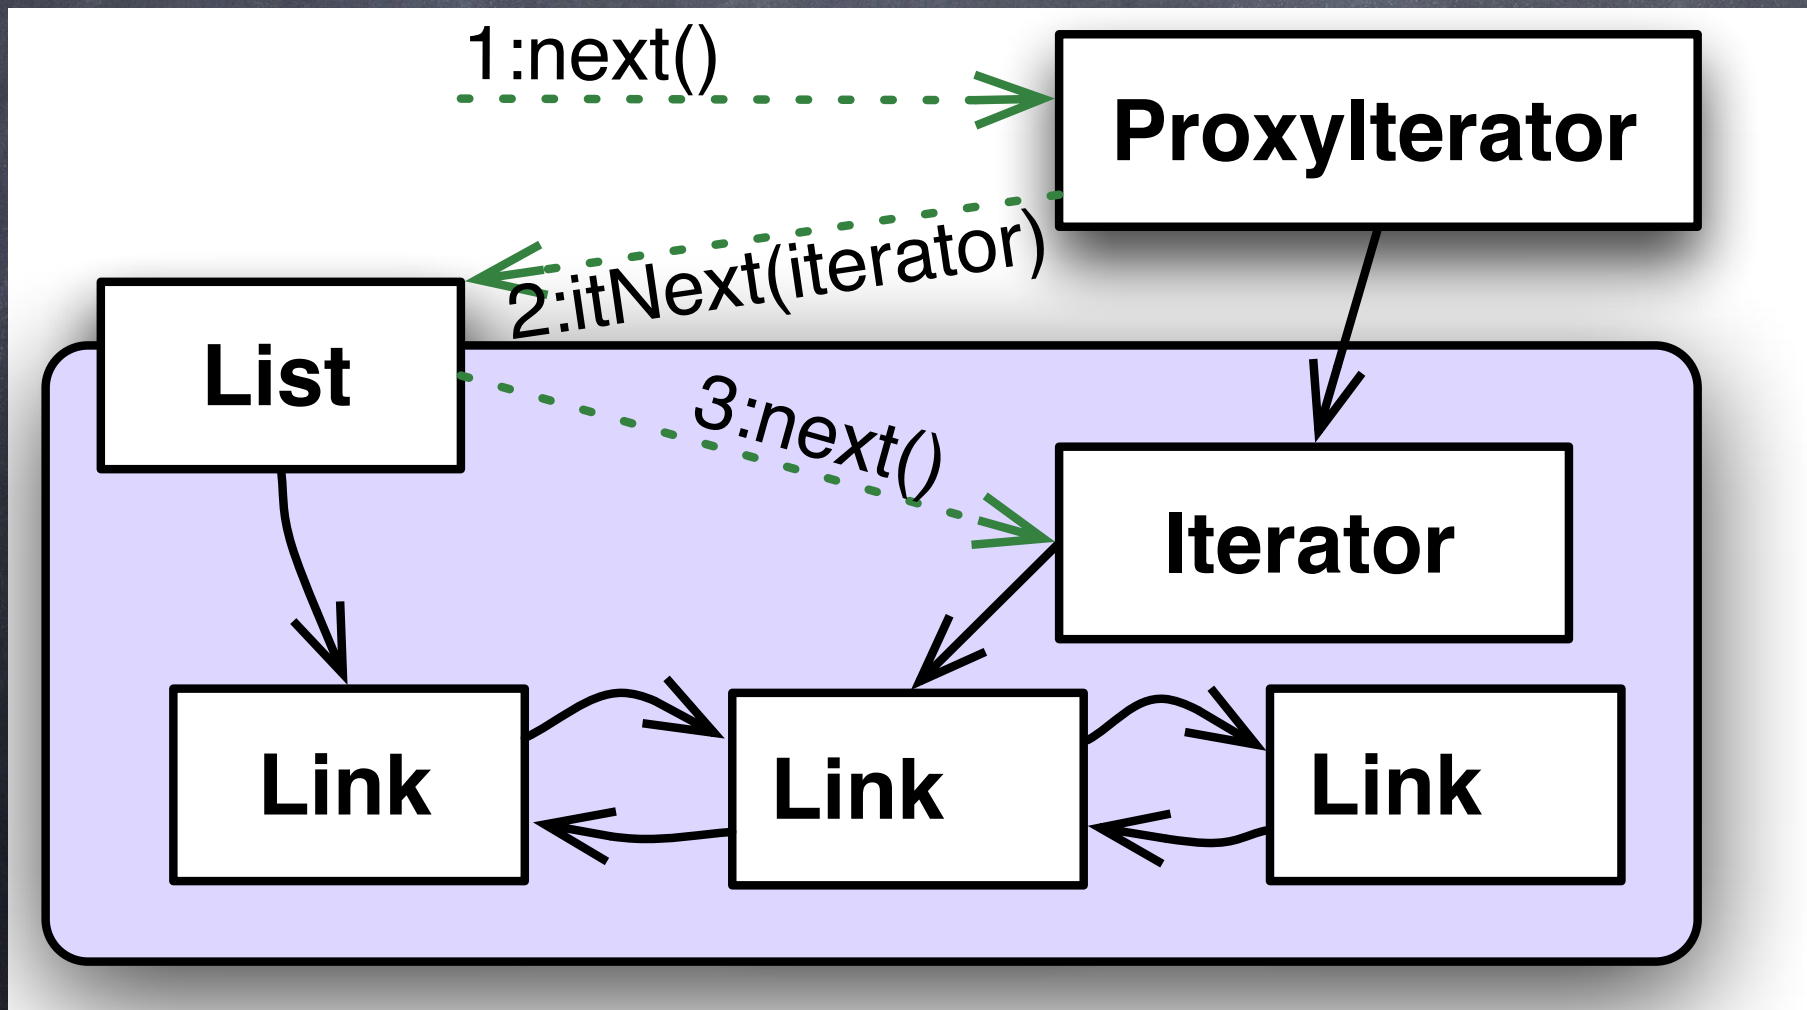 1:next()
ProxyIterator
2:itNext(iterator)
List
3:next()
Iterator
Link
Link
Link